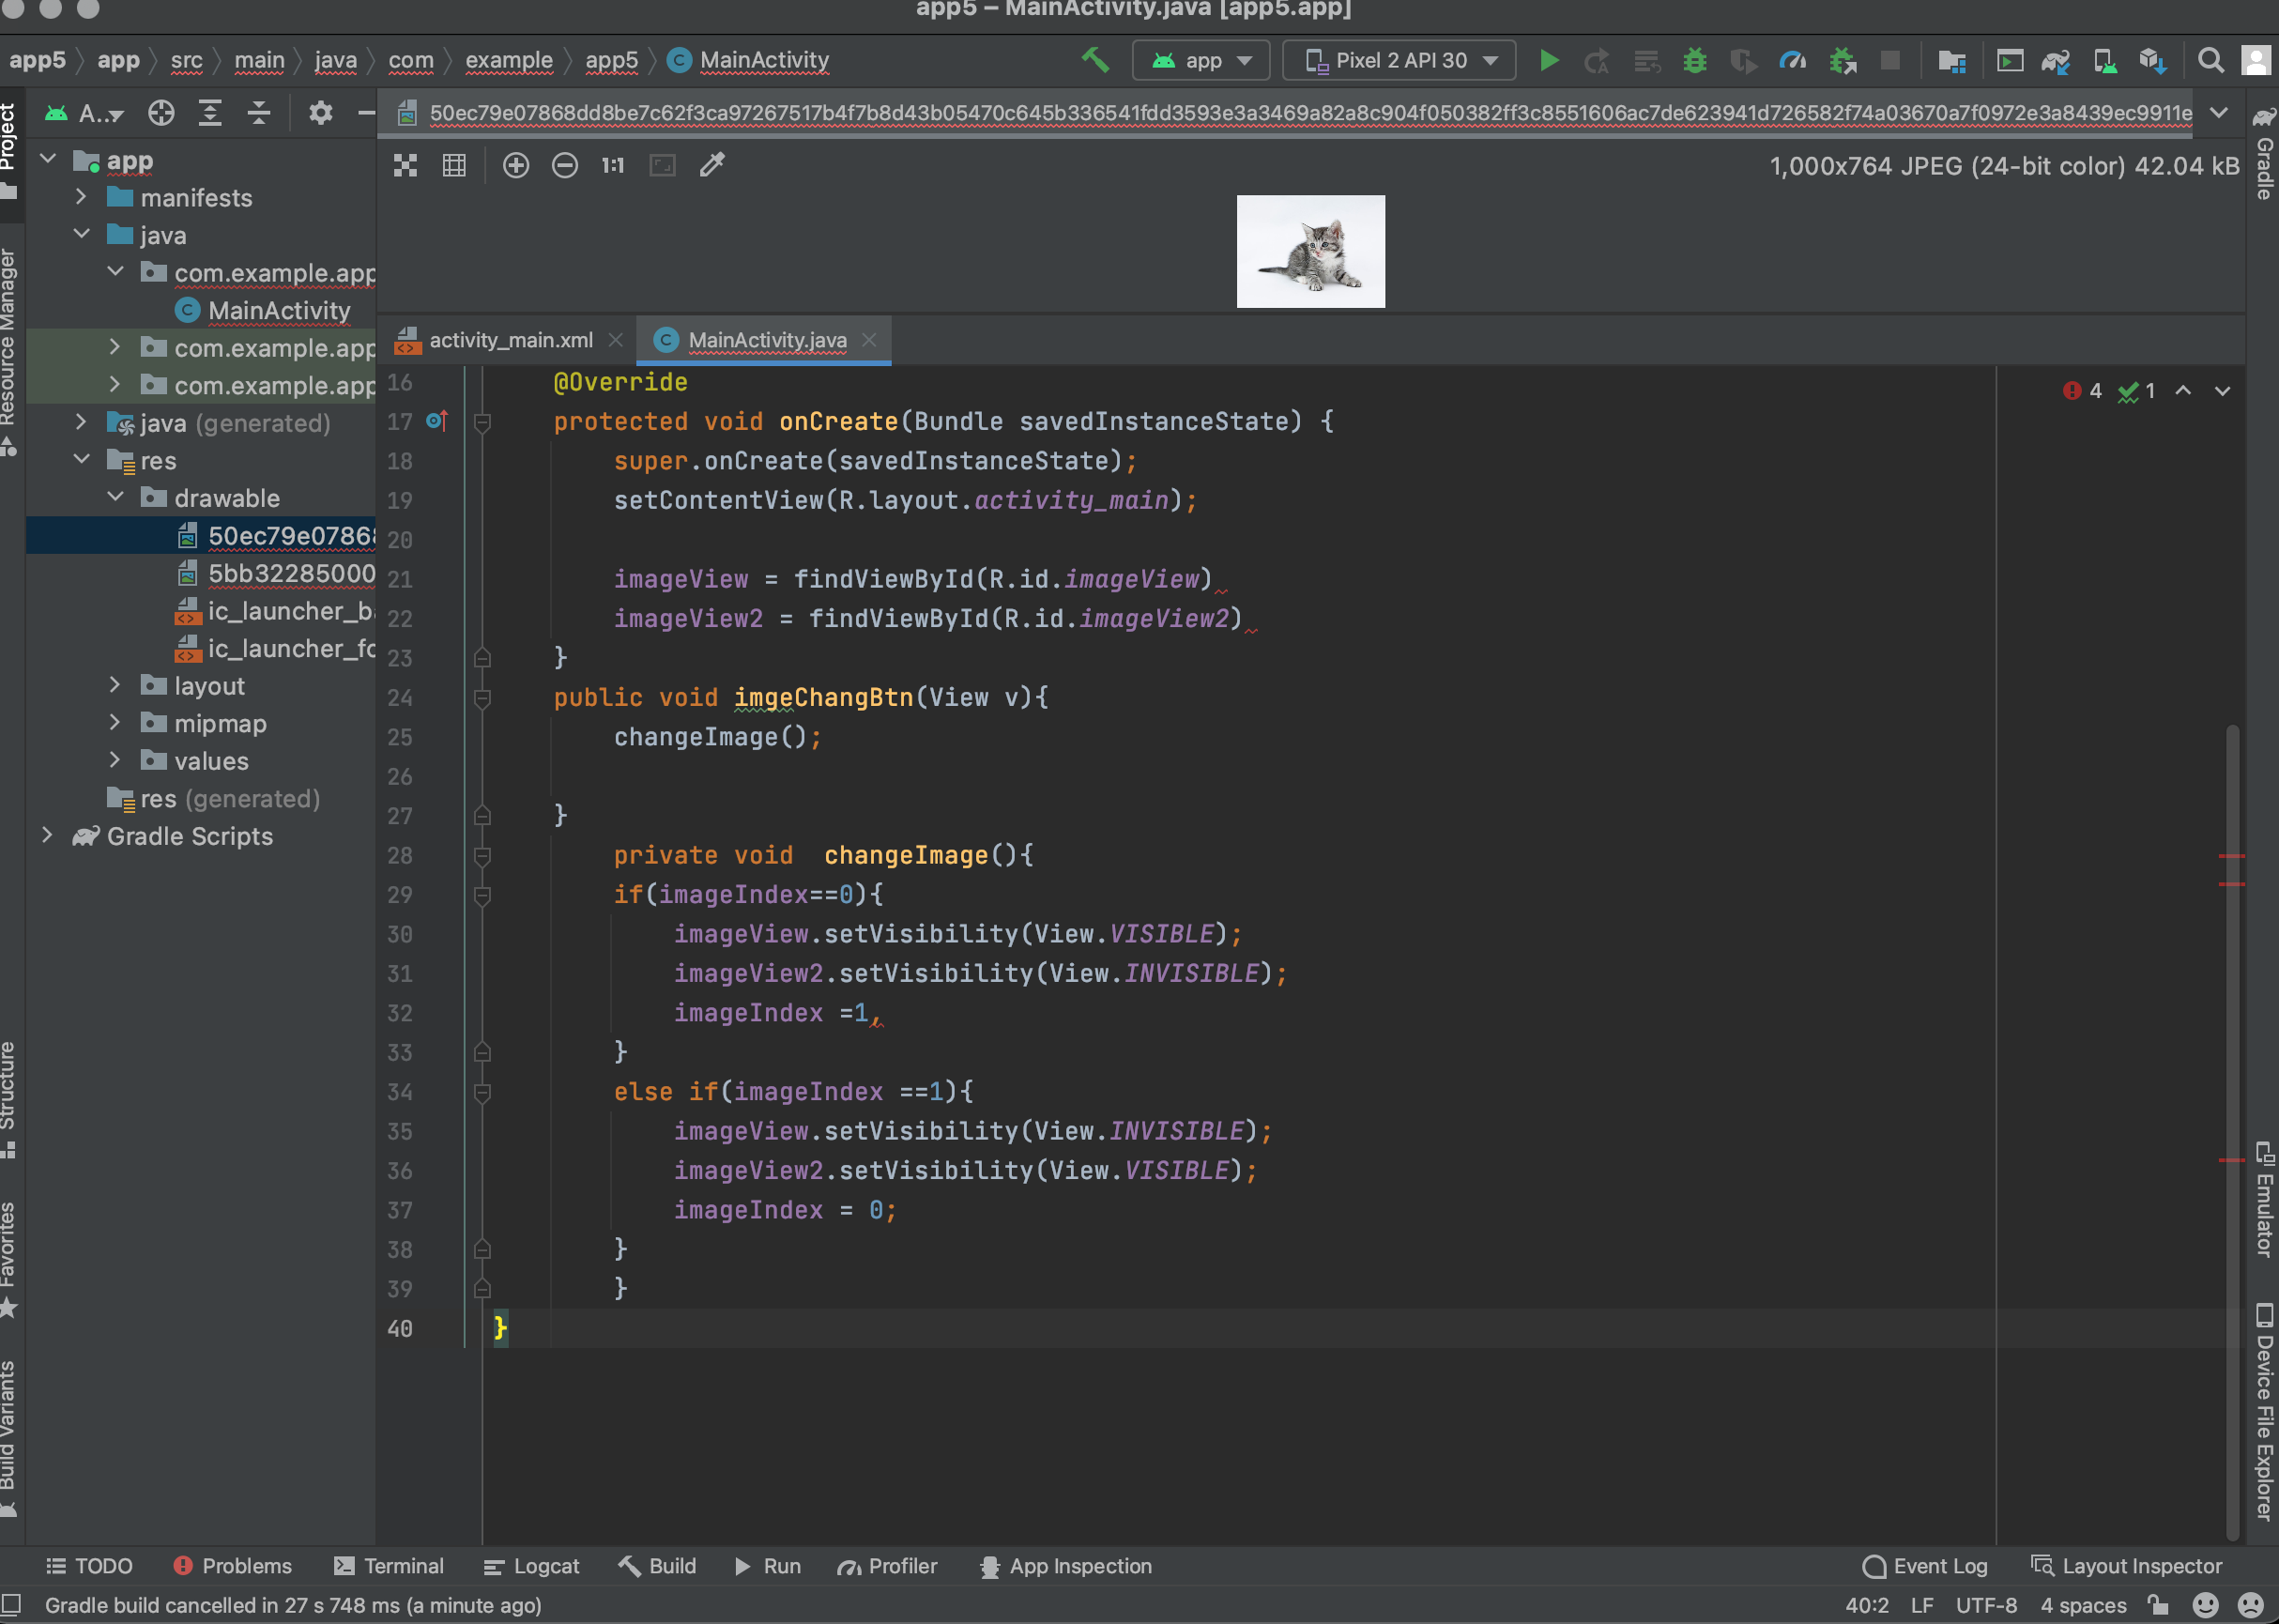 app5 – MainActivity.java [app5.app]
app5 app src main java com example app5 MainActivity
app Pixel 2 API 30
Project
Resource Manager
Structure
Favorites
Build Variants
A..
app
manifests
java
com.example.app
MainActivity
com.example.app
com.example.app
java (generated)
res
drawable
50ec79e0786
5bb32285000
ic_launcher_ba
ic_launcher_fo
layout
mipmap
values
res (generated)
Gradle Scripts
50ec79e07868dd8be7c62f3ca97267517b4f7b8d43b05470c645b336541fdd3593e3a3469a82a8c904f050382ff3c8551606ac7de623941d726582f74a03670a7f0972e3a8439ec9911e
1:1
1,000x764 JPEG (24-bit color) 42.04 kB
activity_main.xml MainActivity.java
4 1
16 @Override
17 protected void onCreate(Bundle savedInstanceState) {
18 super.onCreate(savedInstanceState);
19 setContentView(R.layout.activity_main);
20
21 imageView = findViewById(R.id.imageView)
22 imageView2 = findViewById(R.id.imageView2)
23 }
24 public void imgeChangBtn(View v){
25 changeImage();
26
27 }
28 private void  changeImage(){
29 if(imageIndex==0){
30 imageView.setVisibility(View.VISIBLE);
31 imageView2.setVisibility(View.INVISIBLE);
32 imageIndex =1,
33 }
34 else if(imageIndex ==1){
35 imageView.setVisibility(View.INVISIBLE);
36 imageView2.setVisibility(View.VISIBLE);
37 imageIndex = 0;
38 }
39 }
40 }
Gradle
Emulator
Device File Explorer
TODO Problems Terminal Logcat Build Run Profiler App Inspection Event Log Layout Inspector
Gradle build cancelled in 27 s 748 ms (a minute ago) 40:2 LF UTF-8 4 spaces